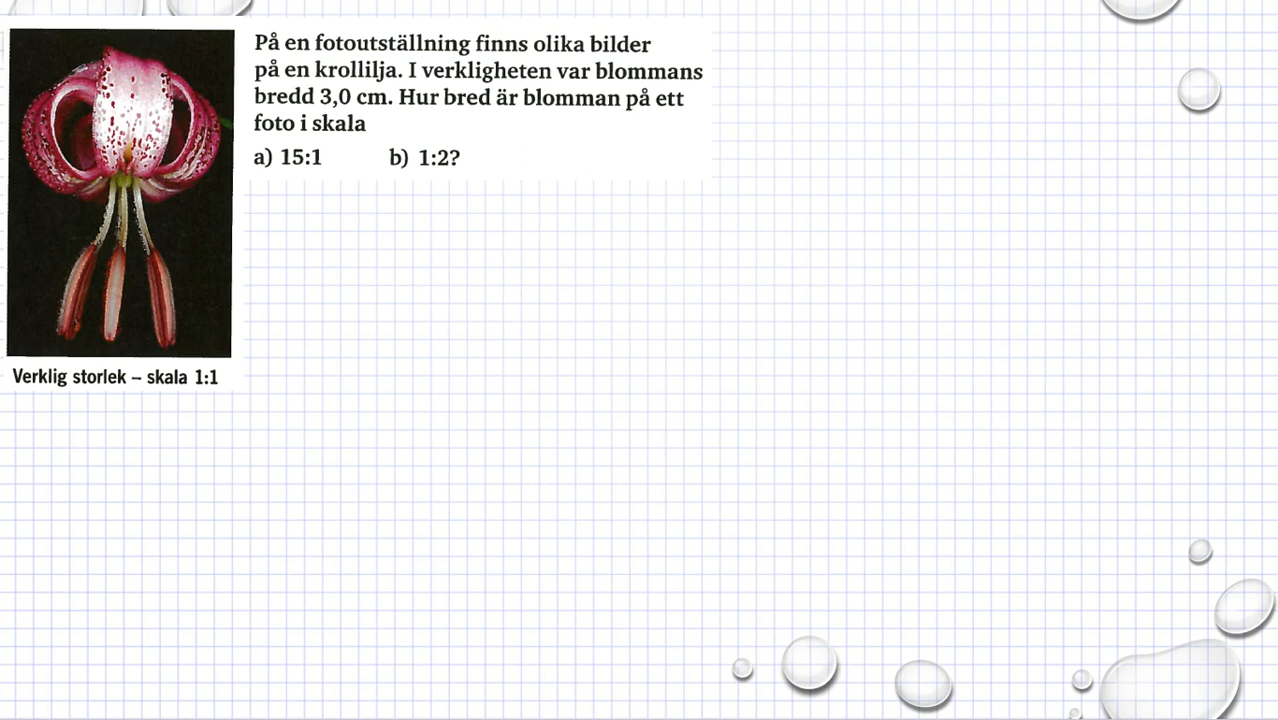 På en fotoutställning finns olika bilder
på en krollilja. I verkligheten var blommans
bredd 3,0 cm. Hur bred är blomman på ett
foto i skala
a) 15:1 b) 1:2?
Verklig storlek – skala 1:1